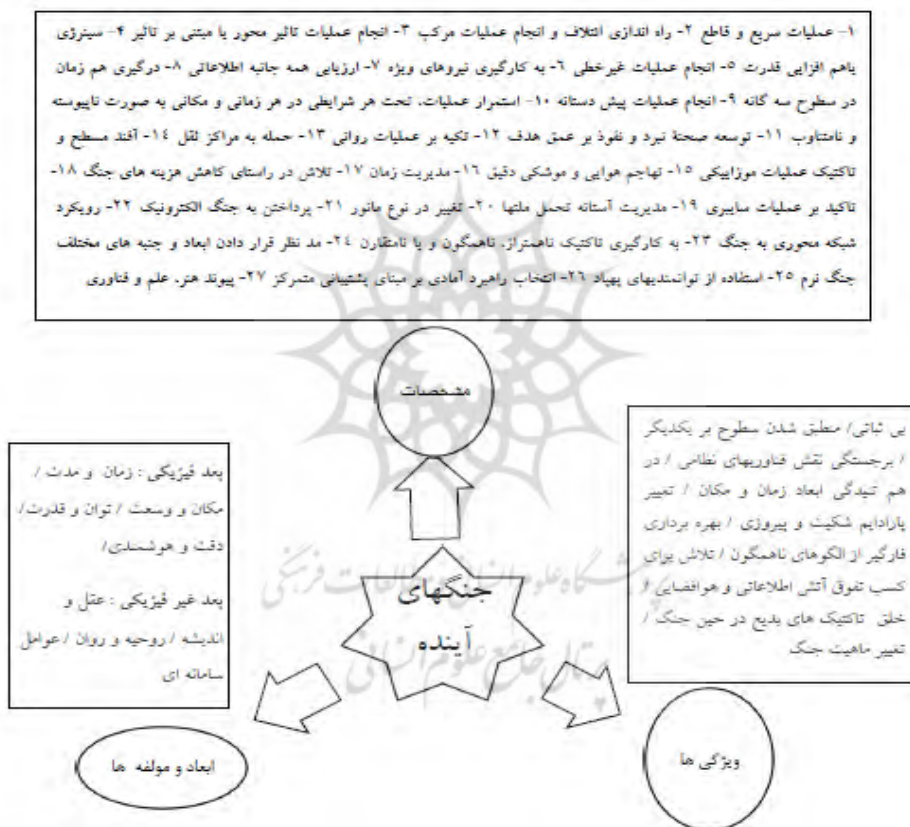 ۱- عملیات سریع و قاطع ۲- راه اندازی ائتلاف و انجام عملیات مرکب ۳- انجام عملیات تاثیر محور یا مبتنی بر تاثیر ۴- سینرژی
یاهم افزایی قدرت ۵- انجام عملیات غیرخطی ۶- به کارگیری نیروهای ویژه ۷- ارزیابی همه جانبه اطلاعاتی ۸- درگیری هم زمان
در سطوح سه گانه ۹- انجام عملیات پیش دستانه ۱۰- استمرار عملیات، تحت هر شرایطی در هر زمانی و مکانی به صورت ناپیوسته
و نامتناوب ۱۱- توسعه صحنهٔ نبرد و نفوذ بر عمق هدف ۱۲- تکیه بر عملیات روانی ۱۳- حمله به مراکز ثقل ۱۴- آفند مسطح و
تاکتیک عملیات موزاییکی ۱۵- تهاجم هوایی و موشکی دقیق ۱۶- مدیریت زمان ۱۷- تلاش در راستای کاهش هزینه های جنگ ۱۸-
تاکید بر عملیات سایبری ۱۹- مدیریت آستانه تحمل ملتها ۲۰- تغییر در نوع مانور ۲۱- پرداختن به جنگ الکترونیک ۲۲- رویکرد
شبکه محوری به جنگ ۲۳- به کارگیری تاکتیک ناهمتراز، ناهمگون و یا نامتقارن ۲۴- مد نظر قرار دادن ابعاد و جنبه های مختلف
جنگ نرم ۲۵- استفاده از توانمندیهای پهپاد ۲۶- انتخاب راهبرد آمادی بر مبنای پشتیبانی متمرکز ۲۷- پیوند هنر، علم و فناوری
مشخصات
بی ثباتی/ منطبق شدن سطوح بر یکدیگر
/ برجستگی نقش فناوریهای نظامی / در
هم تنیدگی ابعاد زمان و مکان / تغییر
پارادایم شکیت و پیروزی / بهره برداری
فارگیر از الگوهای ناهمگون / تلاش برای
کسب تفوق آتش اطلاعاتی و هوافضایی /
خلق تاکتیک های بدیع در حین جنگ /
تغییر ماهیت جنگ
بعد فیزیکی : زمان و مدت /
مکان و وسعت / توان و قدرت/
دقت و هوشمندی/
بعد غیر فیزیکی : عقل و
اندیشه / روحیه و روان / عوامل
سامانه ای
جنگهای
آینده
پژوهشگاه علوم انسانی و مطالعات فرهنگی
پرتال جامع علوم انسانی
ابعاد و مولفه ها
ویژگی ها